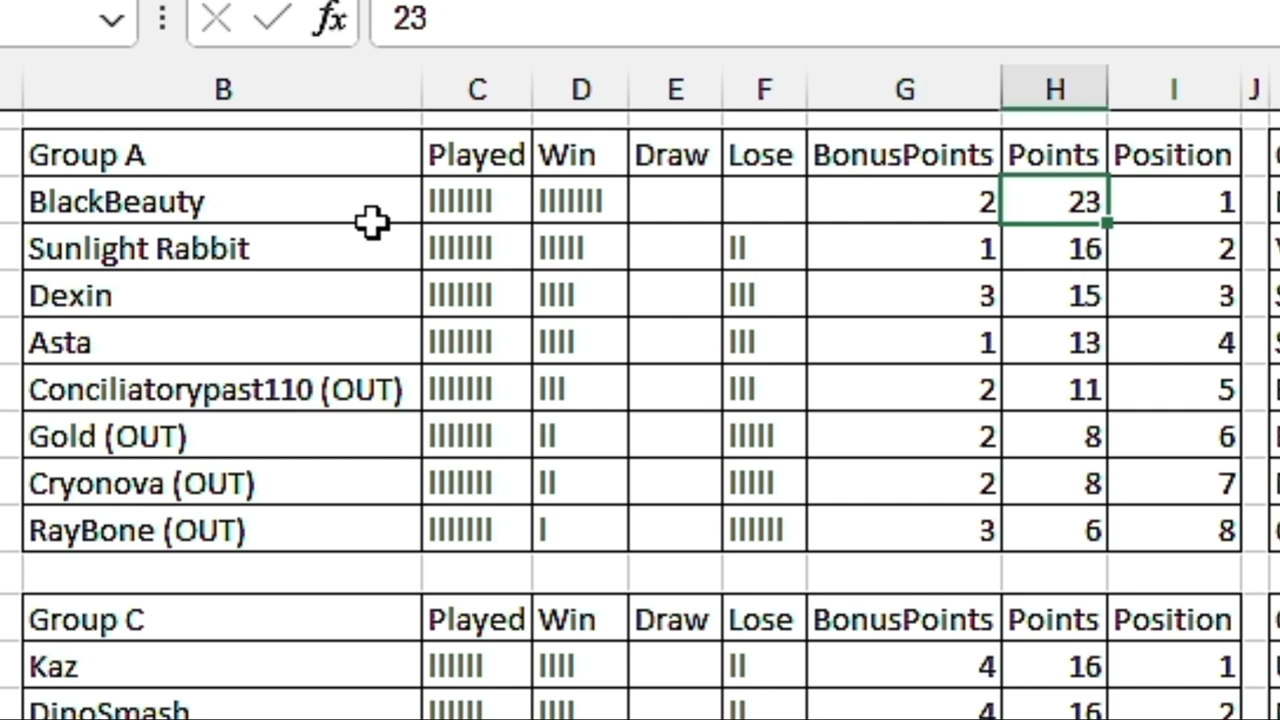 fx 23
B C D E F G H I J
Group A Played Win Draw Lose BonusPoints Points Position
BlackBeauty IIIIIII IIIIIII 2 23 1
Sunlight Rabbit IIIIIII IIIII II 1 16 2
Dexin IIIIIII IIII III 3 15 3
Asta IIIIIII IIII III 1 13 4
Conciliatorypast110 (OUT) IIIIIII III III 2 11 5
Gold (OUT) IIIIIII II IIIII 2 8 6
Cryonova (OUT) IIIIIII II IIIII 2 8 7
RayBone (OUT) IIIIIII I IIIIII 3 6 8
Group C Played Win Draw Lose BonusPoints Points Position
Kaz IIIIII IIII II 4 16 1
DinoSmash IIIIII IIII II 4 16 2